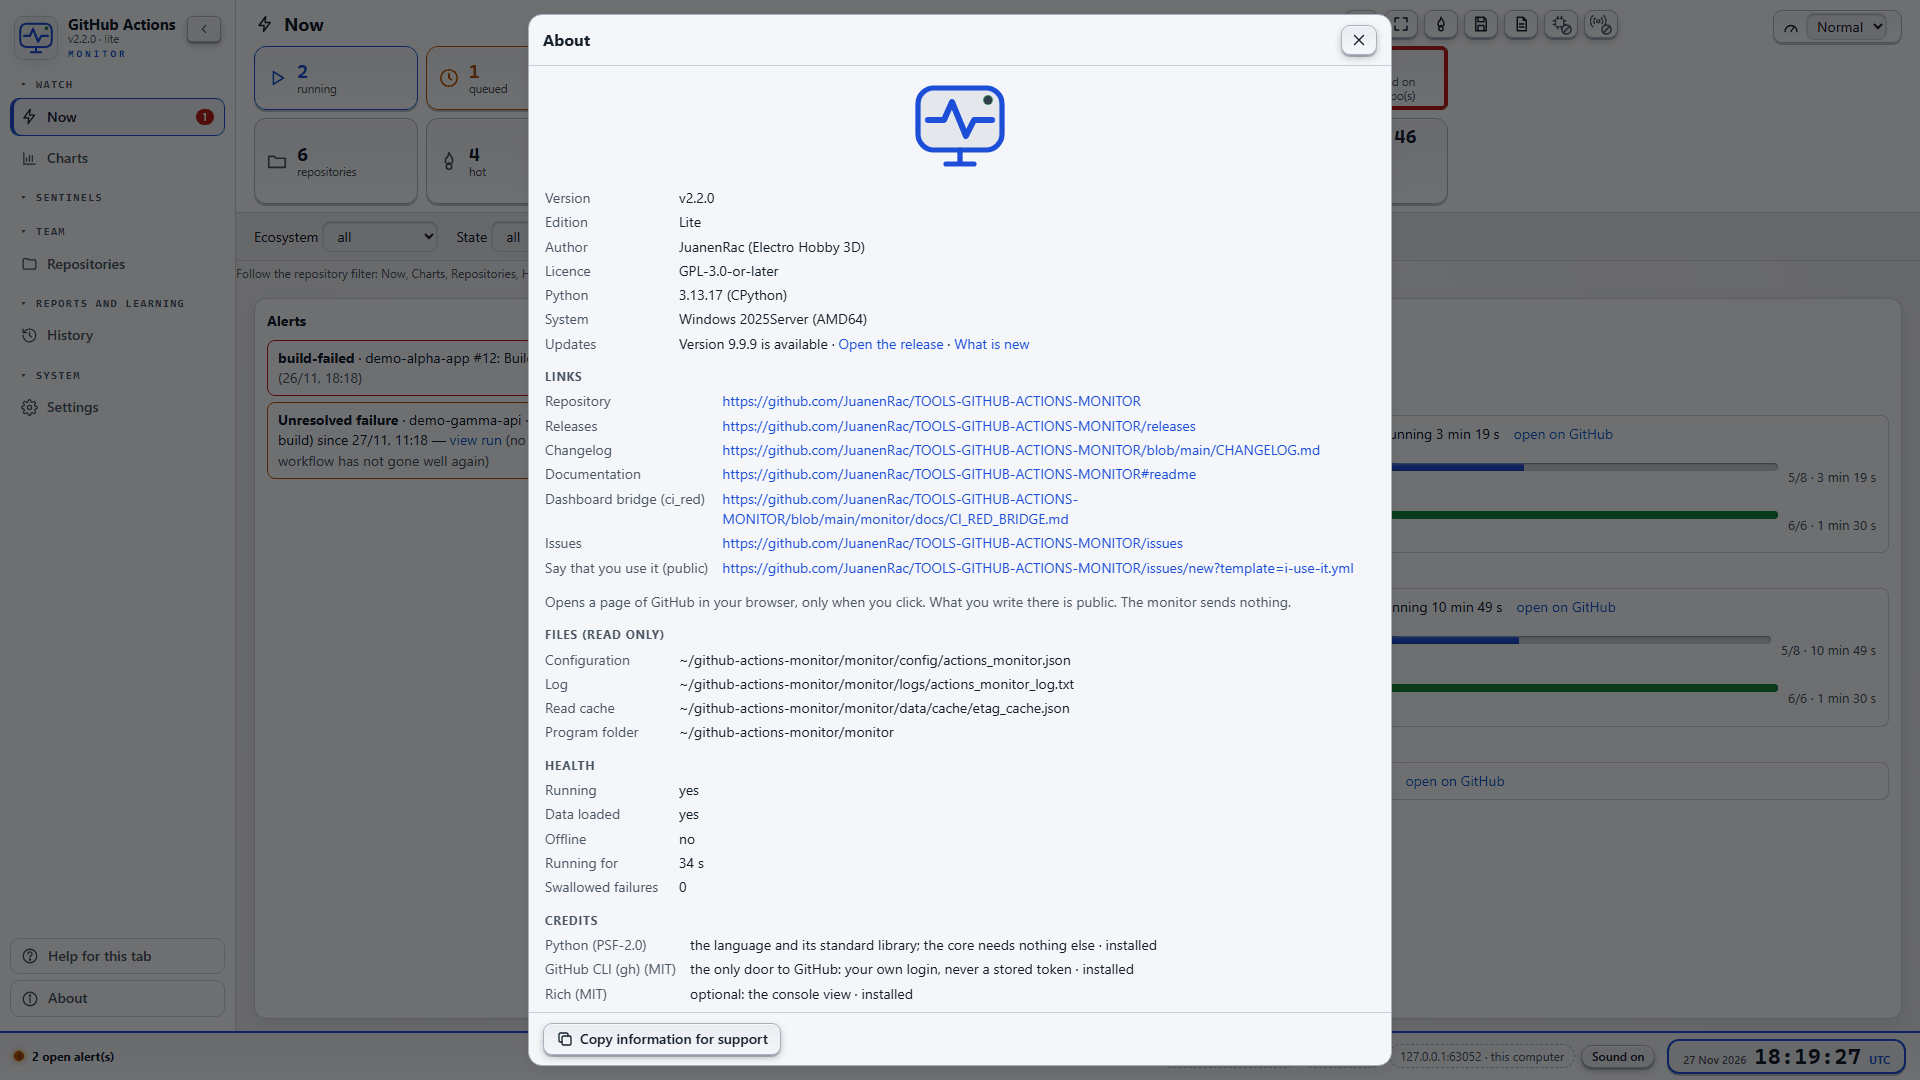 GitHub Actions
v2.2.0 · lite
MONITOR
WATCH
Now
1
Charts
SENTINELS
TEAM
Repositories
REPORTS AND LEARNING
History
SYSTEM
Settings
Help for this tab
About
2 open alert(s)
Now
2
running
1
queued
6
repositories
4
hot
Ecosystem
all
State
all
Follow the repository filter: Now, Charts, Repositories, H
Alerts
build-failed · demo-alpha-app #12: Buil
(26/11, 18:18)
Unresolved failure · demo-gamma-api ·
build) since 27/11, 11:18 — view run (no
workflow has not gone well again)
About
Version v2.2.0
Edition Lite
Author JuanenRac (Electro Hobby 3D)
Licence GPL-3.0-or-later
Python 3.13.17 (CPython)
System Windows 2025Server (AMD64)
Updates Version 9.9.9 is available · Open the release · What is new
LINKS
Repository https://github.com/JuanenRac/TOOLS-GITHUB-ACTIONS-MONITOR
Releases https://github.com/JuanenRac/TOOLS-GITHUB-ACTIONS-MONITOR/releases
Changelog https://github.com/JuanenRac/TOOLS-GITHUB-ACTIONS-MONITOR/blob/main/CHANGELOG.md
Documentation https://github.com/JuanenRac/TOOLS-GITHUB-ACTIONS-MONITOR#readme
Dashboard bridge (ci_red) https://github.com/JuanenRac/TOOLS-GITHUB-ACTIONS-
MONITOR/blob/main/monitor/docs/CI_RED_BRIDGE.md
Issues https://github.com/JuanenRac/TOOLS-GITHUB-ACTIONS-MONITOR/issues
Say that you use it (public) https://github.com/JuanenRac/TOOLS-GITHUB-ACTIONS-MONITOR/issues/new?template=i-use-it.yml
Opens a page of GitHub in your browser, only when you click. What you write there is public. The monitor sends nothing.
FILES (READ ONLY)
Configuration ~/github-actions-monitor/monitor/config/actions_monitor.json
Log ~/github-actions-monitor/monitor/logs/actions_monitor_log.txt
Read cache ~/github-actions-monitor/monitor/data/cache/etag_cache.json
Program folder ~/github-actions-monitor/monitor
HEALTH
Running yes
Data loaded yes
Offline no
Running for 34 s
Swallowed failures 0
CREDITS
Python (PSF-2.0) the language and its standard library; the core needs nothing else · installed
GitHub CLI (gh) (MIT) the only door to GitHub: your own login, never a stored token · installed
Rich (MIT) optional: the console view · installed
Copy information for support
Normal
d on
po(s)
46
unning 3 min 19 s open on GitHub
5/8 · 3 min 19 s
6/6 · 1 min 30 s
nning 10 min 49 s open on GitHub
5/8 · 10 min 49 s
6/6 · 1 min 30 s
open on GitHub
127.0.0.1:63052 · this computer
Sound on
27 Nov 2026 18:19:27 UTC